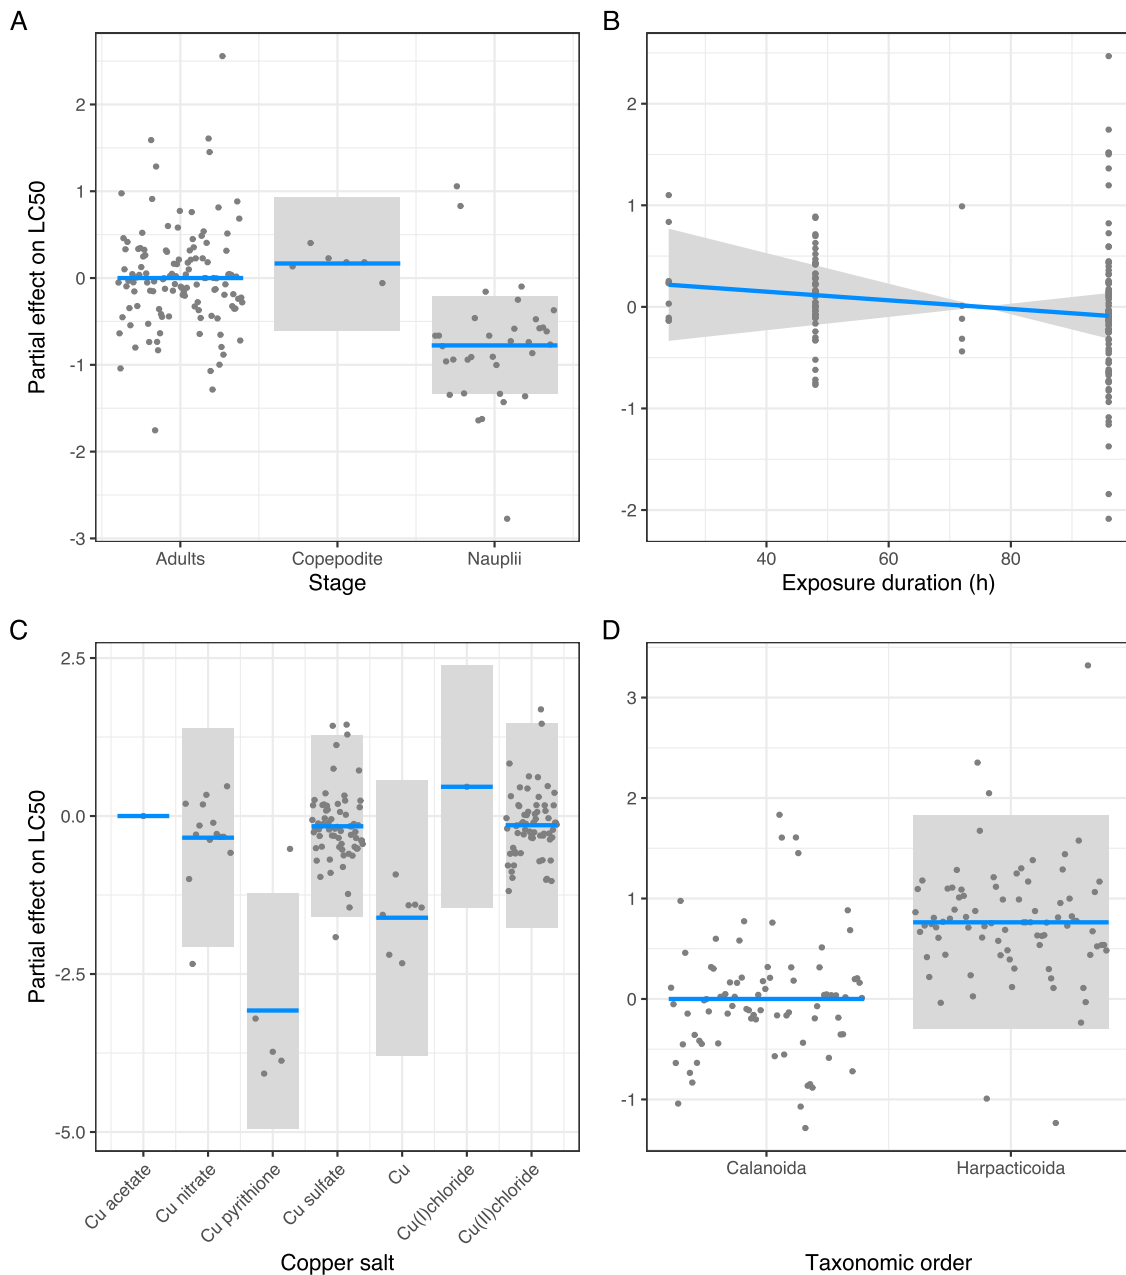 A
B
Partial effect on LC50
2
1
0
-1
-2
-3
Adults
Copepodite
Nauplii
Stage
2
1
0
-1
-2
40
60
80
Exposure duration (h)
C
D
Partial effect on LC50
2.5
0.0
-2.5
-5.0
Cu acetate
Cu nitrate
Cu pyrithione
Cu sulfate
Cu
Cu(I)chloride
Cu(II)chloride
Copper salt
3
2
1
0
-1
Calanoida
Harpacticoida
Taxonomic order